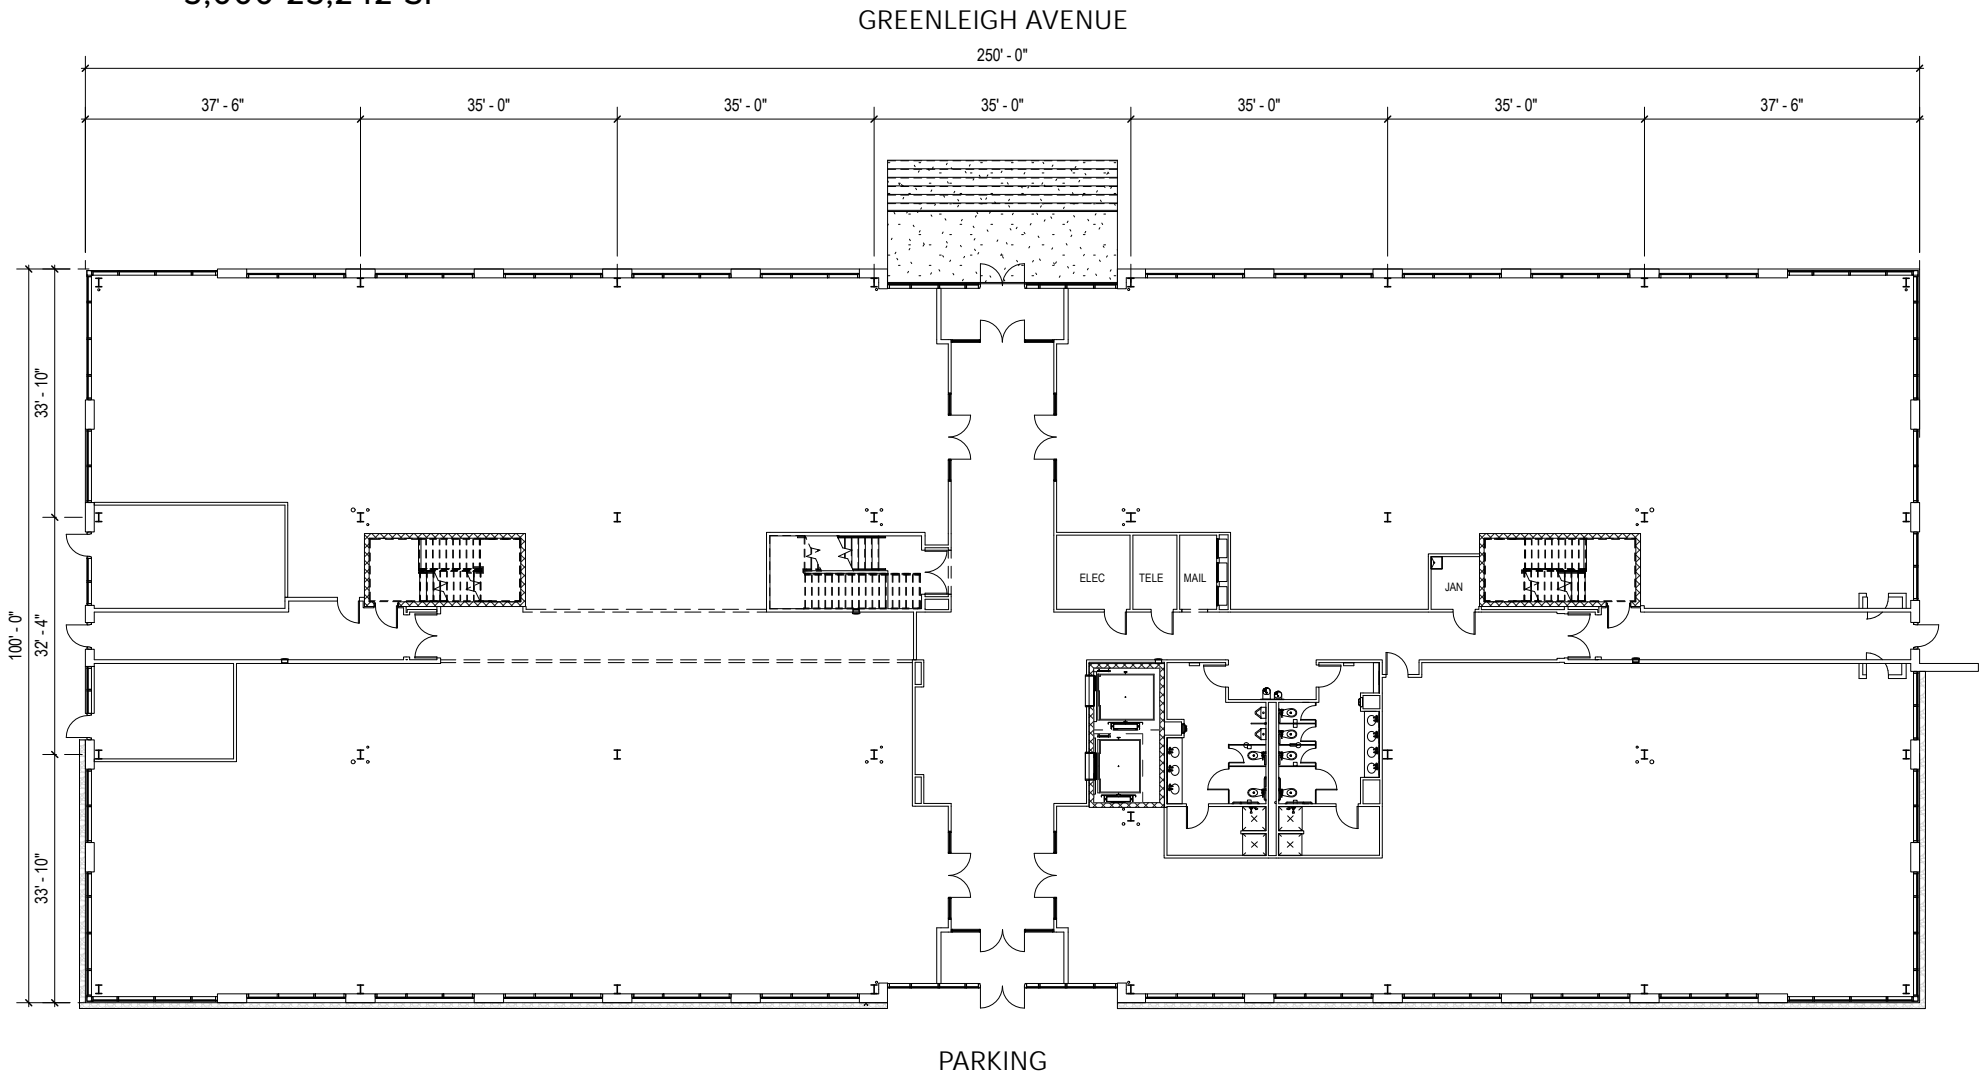 GREENLEIGH AVENUE
250' - 0"
37' - 6"
35' - 0"
35' - 0"
35' - 0"
35' - 0"
35' - 0"
37' - 6"
33' - 10"
100' - 0"
32' - 4"
33' - 10"
ELEC
TELE
MAIL
JAN
PARKING